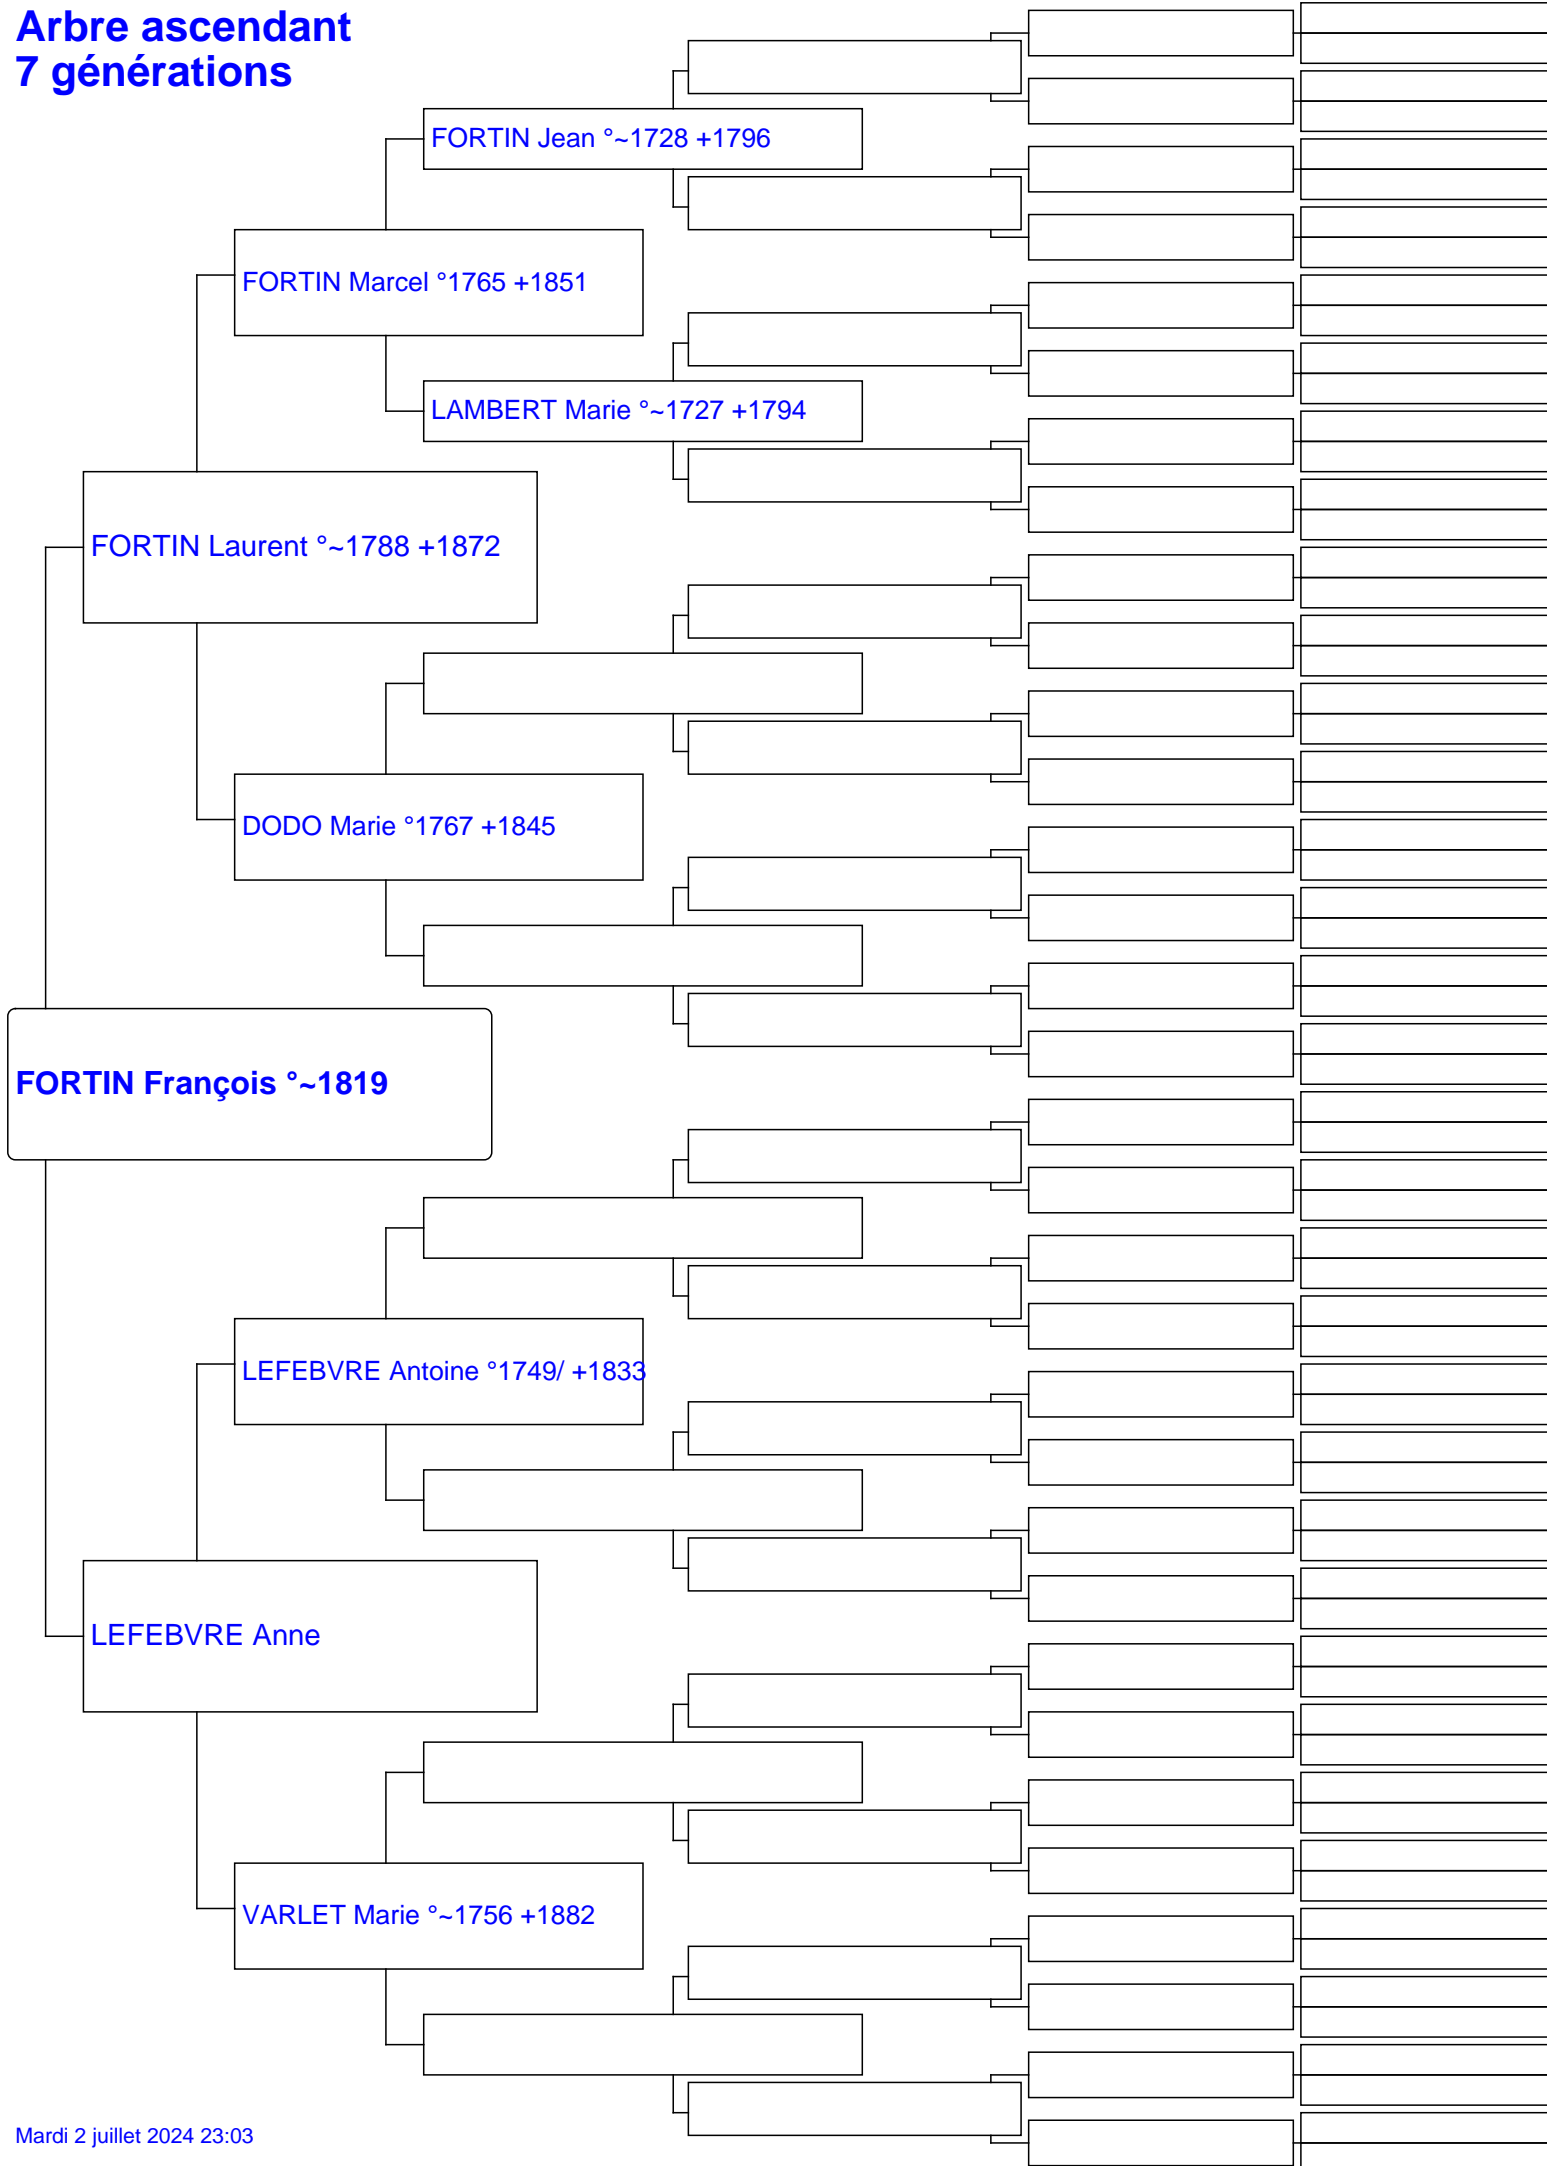 Arbre ascendant
7 générations
FORTIN Jean °~1728 +1796
FORTIN Marcel °1765 +1851
LAMBERT Marie °~1727 +1794
FORTIN Laurent °~1788 +1872
DODO Marie °1767 +1845
FORTIN François °~1819
LEFEBVRE Antoine °1749/ +1833
LEFEBVRE Anne
VARLET Marie °~1756 +1882
Mardi 2 juillet 2024 23:03